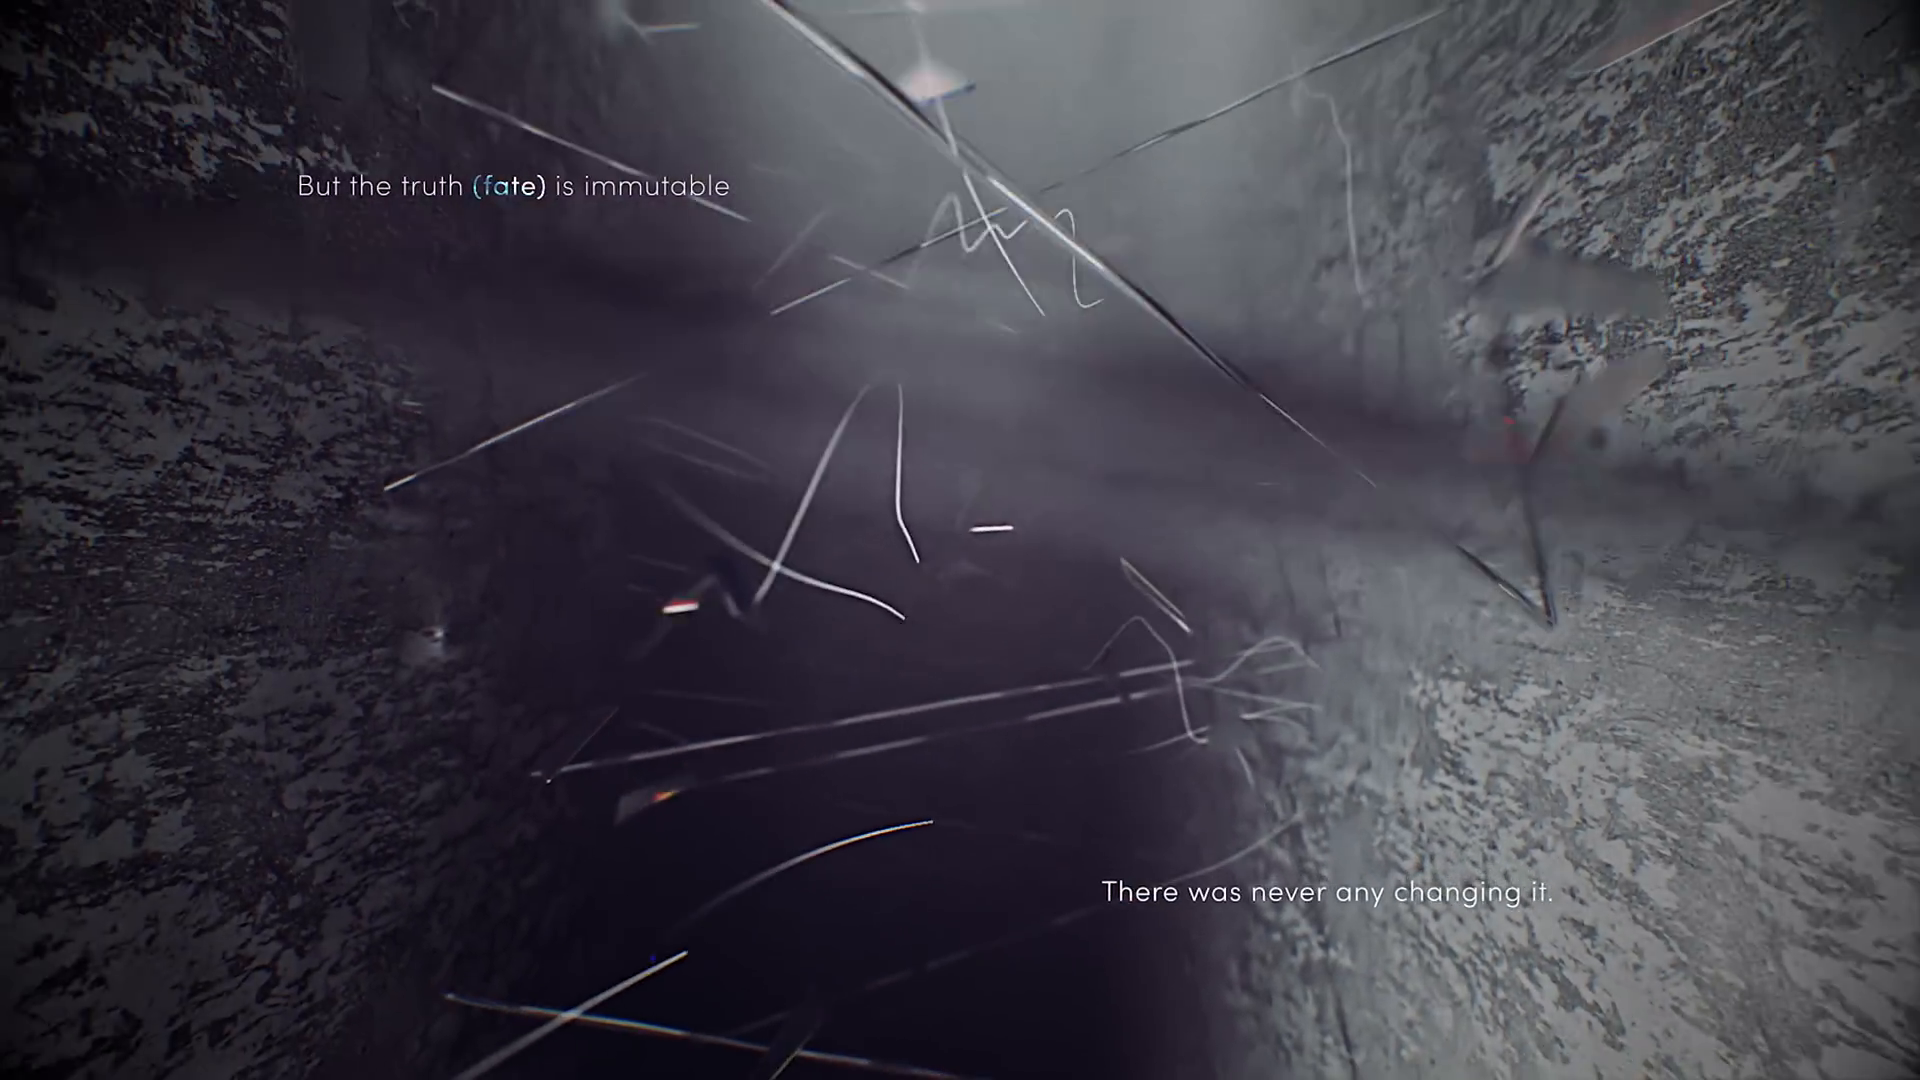 But the truth (fate) is immutable
There was never any changing it.